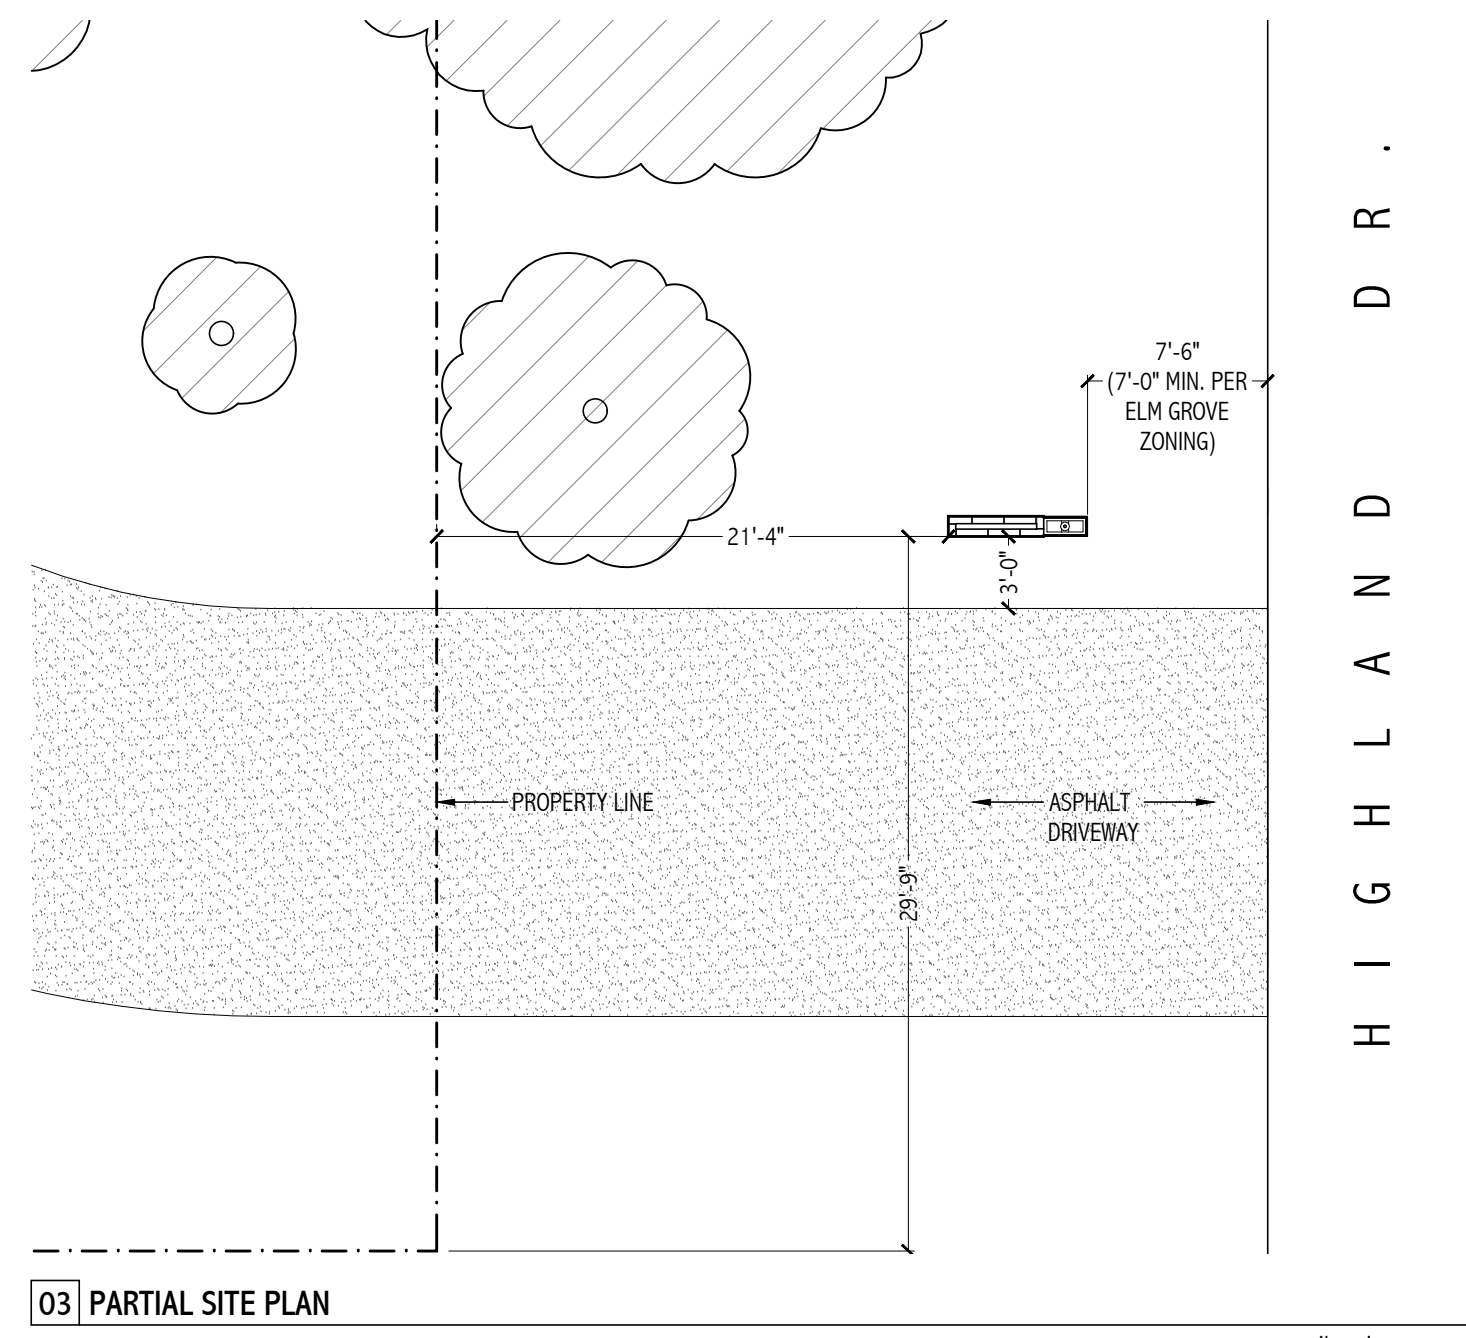 HIGHLAND DR.
7'-6"
(7'-0" MIN. PER
ELM GROVE
ZONING)
21'-4"
3'-0"
PROPERTY LINE
ASPHALT
DRIVEWAY
29'-9"
03 PARTIAL SITE PLAN